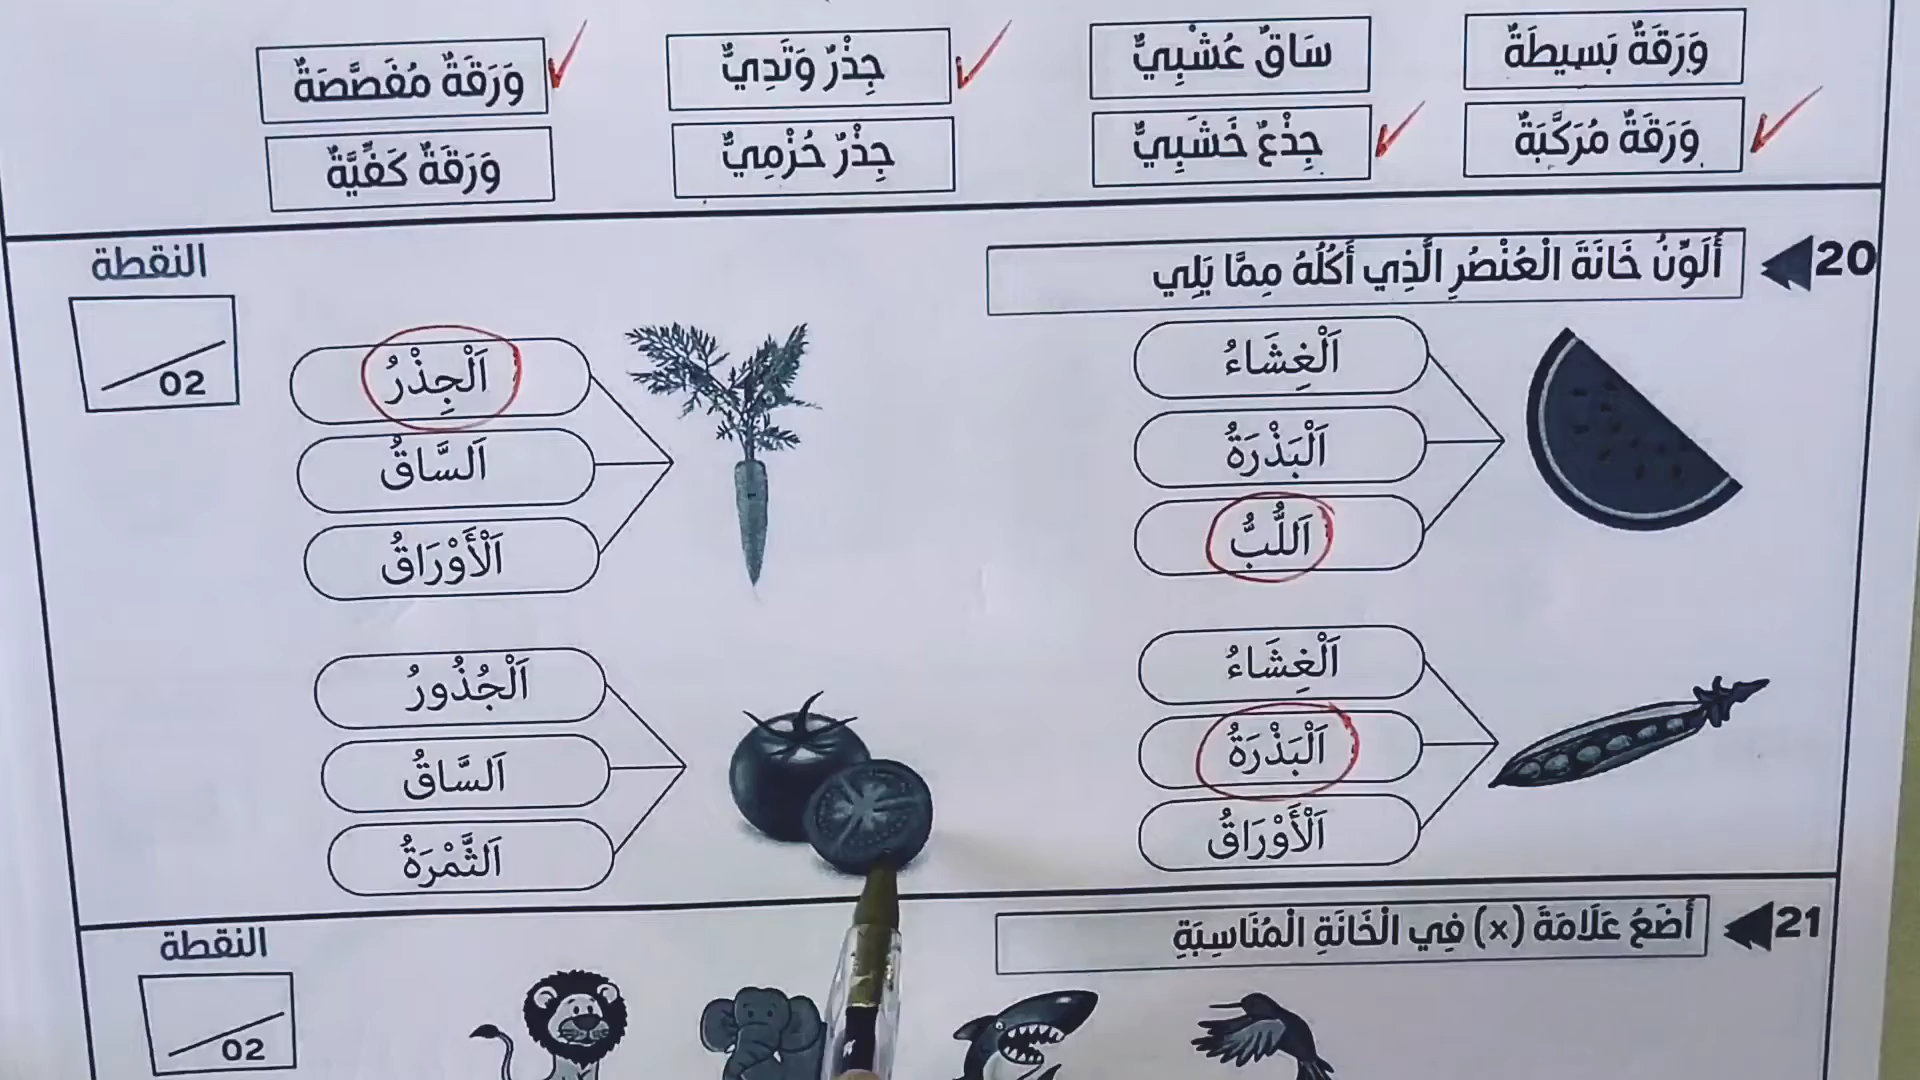 وَرَقَةٌ بَسِيطَةٌ
سَاقٌ عُشْبِيٌّ
جِذْرٌ وَتَدِيٌّ
وَرَقَةٌ مُفَصَّصَةٌ
وَرَقَةٌ مُرَكَّبَةٌ
جِذْعٌ خَشَبِيٌّ
جِذْرٌ حُزْمِيٌّ
وَرَقَةٌ كَفِّيَّةٌ
20 أُلَوِّنُ خَانَةَ الْعُنْصُرِ الَّذِي أَكُلُهُ مِمَّا يَلِي
النقطة
02
اَلْغِشَاءُ
اَلْبَذْرَةُ
اَللُّبُّ
اَلْجِذْرُ
اَلسَّاقُ
اَلْأَوْرَاقُ
اَلْغِشَاءُ
اَلْبَذْرَةُ
اَلْأَوْرَاقُ
اَلْجُذُورُ
اَلسَّاقُ
اَلثَّمْرَةُ
21 أَضَعُ عَلَامَةَ (x) فِي الْخَانَةِ الْمُنَاسِبَةِ
النقطة
02